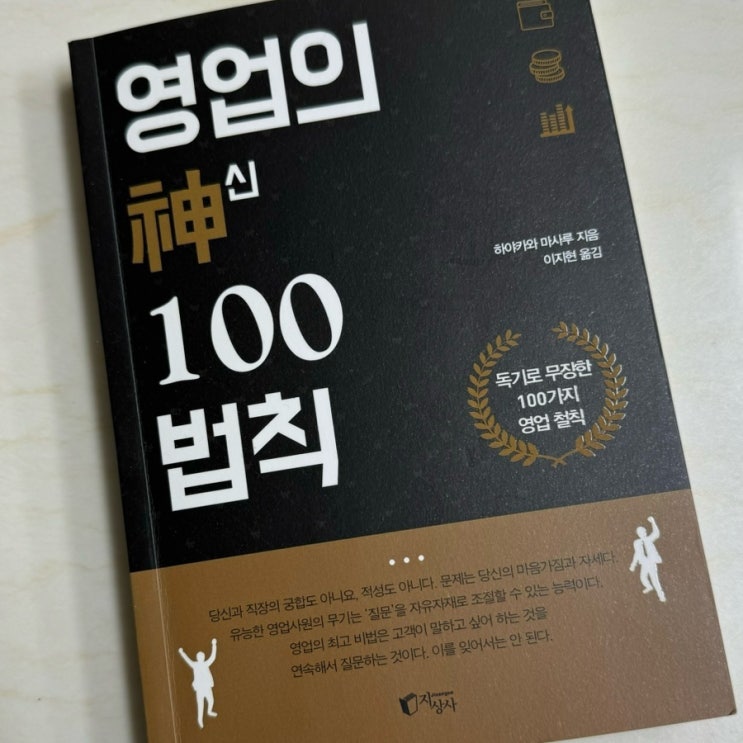 영업의
神신
100
법칙
하야카와 마사루 지음
이지현 옮김
독기로 무장한
100가지
영업 철칙
당신과 직장의 궁합도 아니요, 적성도 아니다. 문제는 당신의 마음가짐과 자세다.
유능한 영업사원의 무기는 ‘질문’을 자유자재로 조절할 수 있는 능력이다.
영업의 최고 비법은 고객이 말하고 싶어 하는 것을
연속해서 질문하는 것이다. 이를 잊어서는 안 된다.
지상사